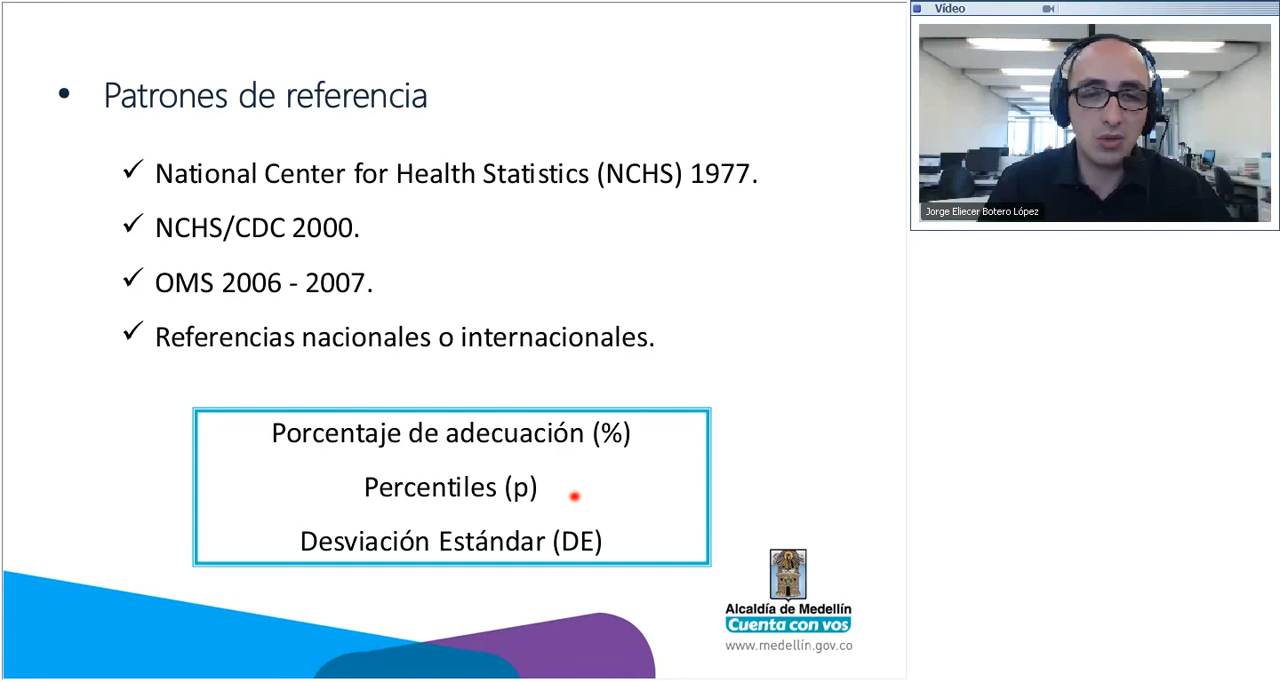 Patrones de referencia
National Center for Health Statistics (NCHS) 1977.
NCHS/CDC 2000.
OMS 2006 - 2007.
Referencias nacionales o internacionales.
Porcentaje de adecuación (%)
Percentiles (p)
Desviación Estándar (DE)
Alcaldía de Medellín
Cuenta con vos
www.medellín.gov.co
Vídeo
Jorge Eliecer Botero López